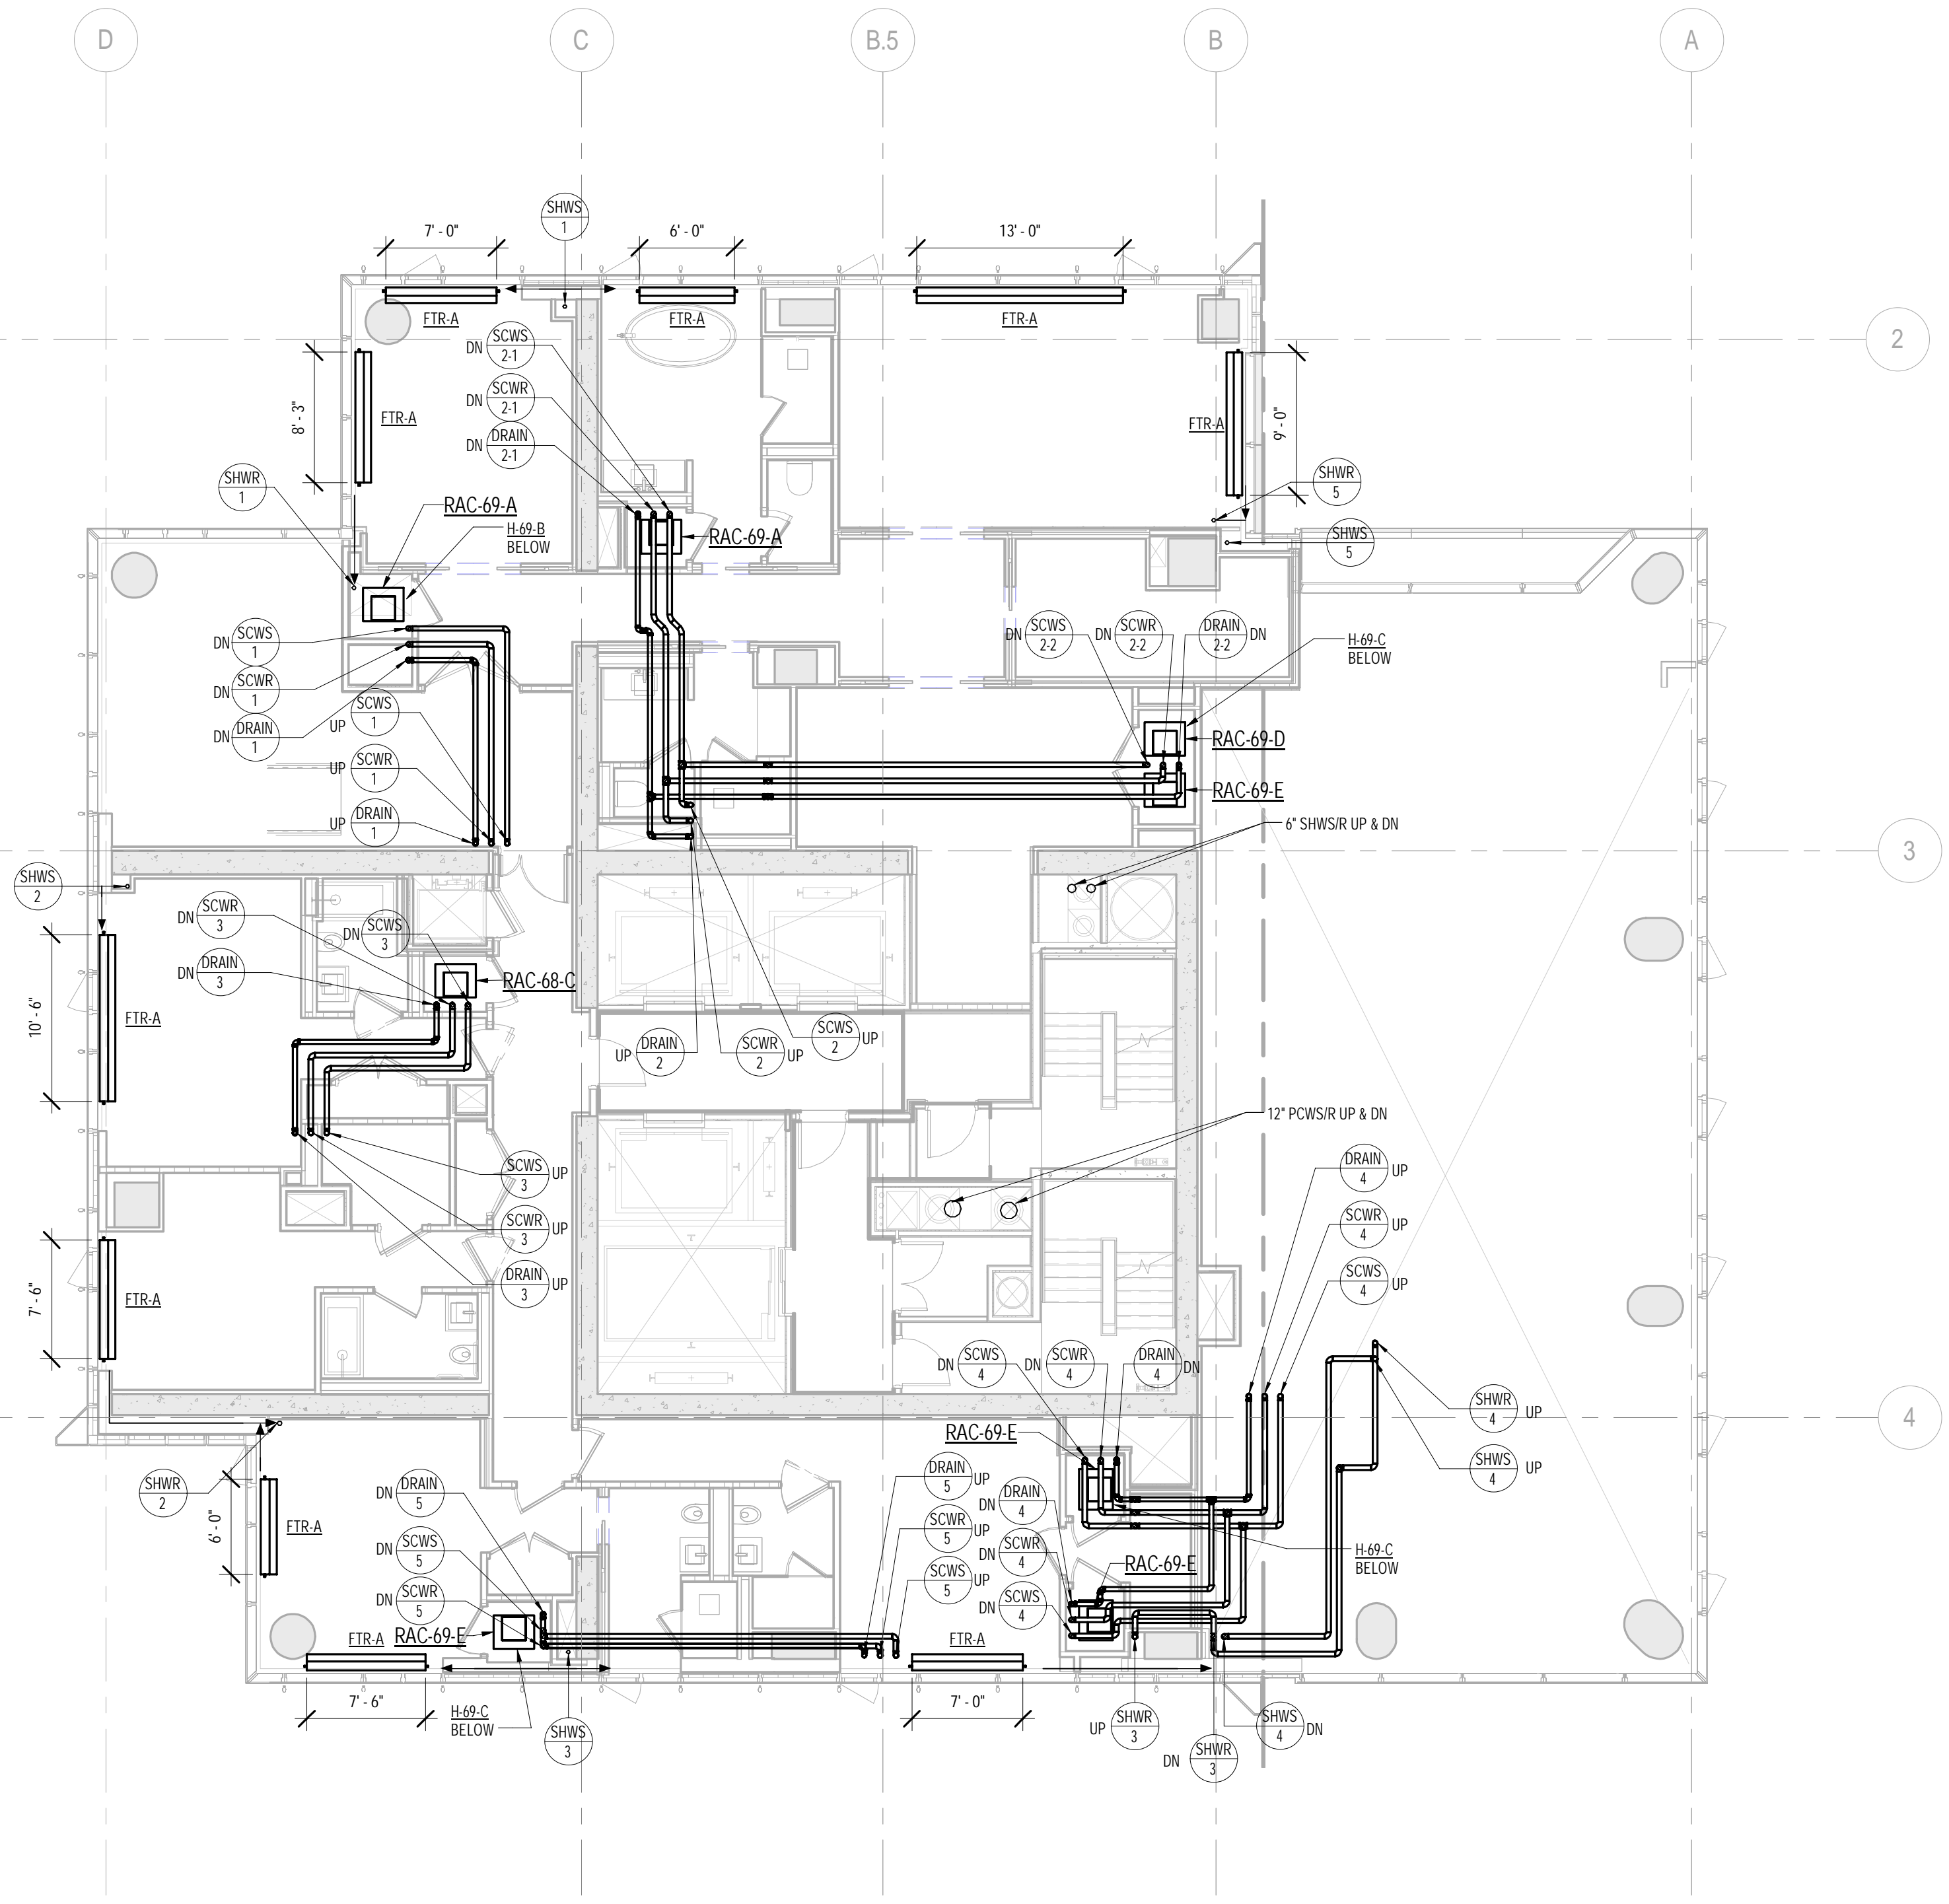 D
C
B.5
B
A
SHWS
1
7' - 0"
6' - 0"
13' - 0"
FTR-A
FTR-A
FTR-A
2
DN
SCWS
2-1
DN
SCWR
2-1
DN
DRAIN
2-1
8' - 3"
FTR-A
FTR-A
9' - 0"
SHWR
1
SHWR
5
RAC-69-A
H-69-B
BELOW
RAC-69-A
SHWS
5
DN
SCWS
1
DN
SCWR
1
DN
DRAIN
1
UP
SCWS
1
UP
SCWR
1
UP
DRAIN
1
DN
SCWS
2-2
DN
SCWR
2-2
DRAIN
2-2
DN
H-69-C
BELOW
RAC-69-D
RAC-69-E
6" SHWS/R UP & DN
3
SHWS
2
DN
SCWR
3
DN
SCWS
3
DN
DRAIN
3
RAC-68-C
10' - 6"
FTR-A
UP
DRAIN
2
SCWR
2
UP
SCWS
2
UP
12" PCWS/R UP & DN
SCWS
3
UP
SCWR
3
UP
DRAIN
3
UP
DRAIN
4
UP
SCWR
4
UP
SCWS
4
UP
7' - 6"
FTR-A
DN
SCWS
4
DN
SCWR
4
DRAIN
4
DN
SHWR
4
UP
SHWS
4
UP
4
RAC-69-E
SHWR
2
6' - 0"
FTR-A
DN
DRAIN
5
DN
SCWS
5
DN
SCWR
5
DRAIN
5
UP
SCWR
5
UP
SCWS
5
UP
DN
DRAIN
4
DN
SCWR
4
DN
SCWS
4
RAC-69-E
H-69-C
BELOW
FTR-A
RAC-69-E
FTR-A
7' - 6"
H-69-C
BELOW
SHWS
3
7' - 0"
UP
SHWR
3
DN
SHWR
3
SHWS
4
DN